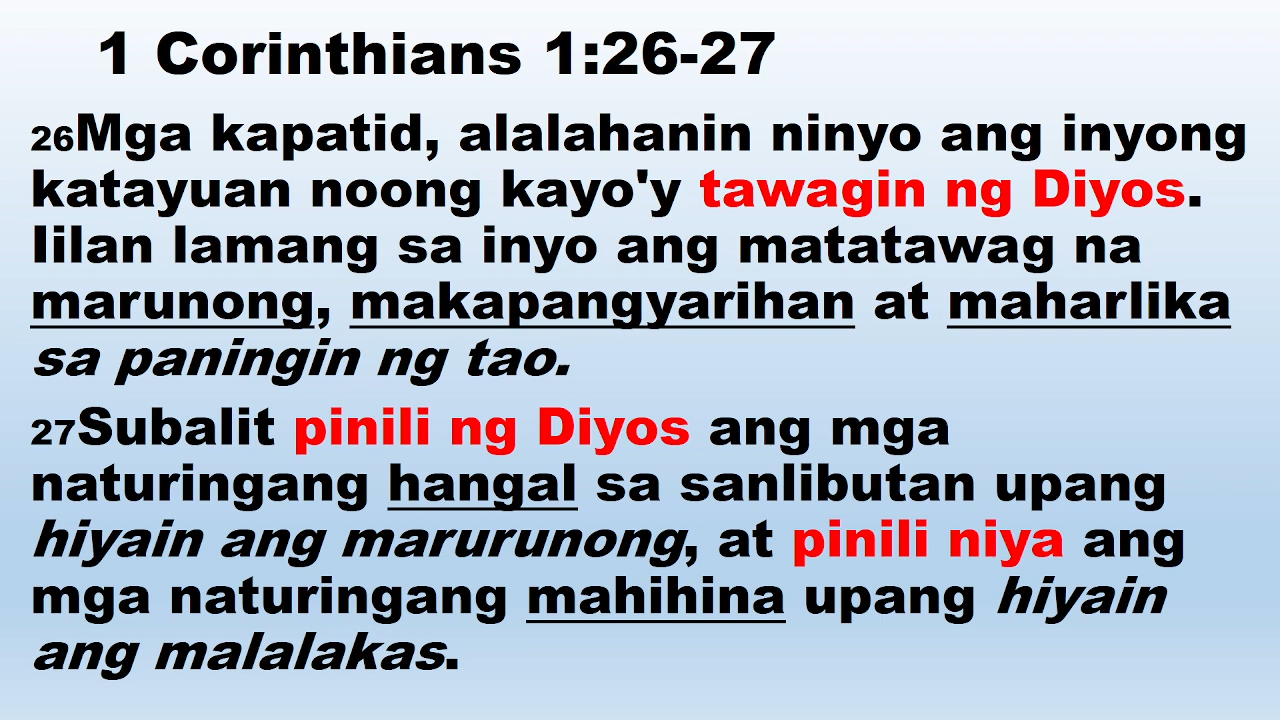 1 Corinthians 1:26-27
26Mga kapatid, alalahanin ninyo ang inyong
katayuan noong kayo'y tawagin ng Diyos.
Iilan lamang sa inyo ang matatawag na
marunong, makapangyarihan at maharlika
sa paningin ng tao.
27Subalit pinili ng Diyos ang mga
naturingang hangal sa sanlibutan upang
hiyain ang marurunong, at pinili niya ang
mga naturingang mahihina upang hiyain
ang malalakas.